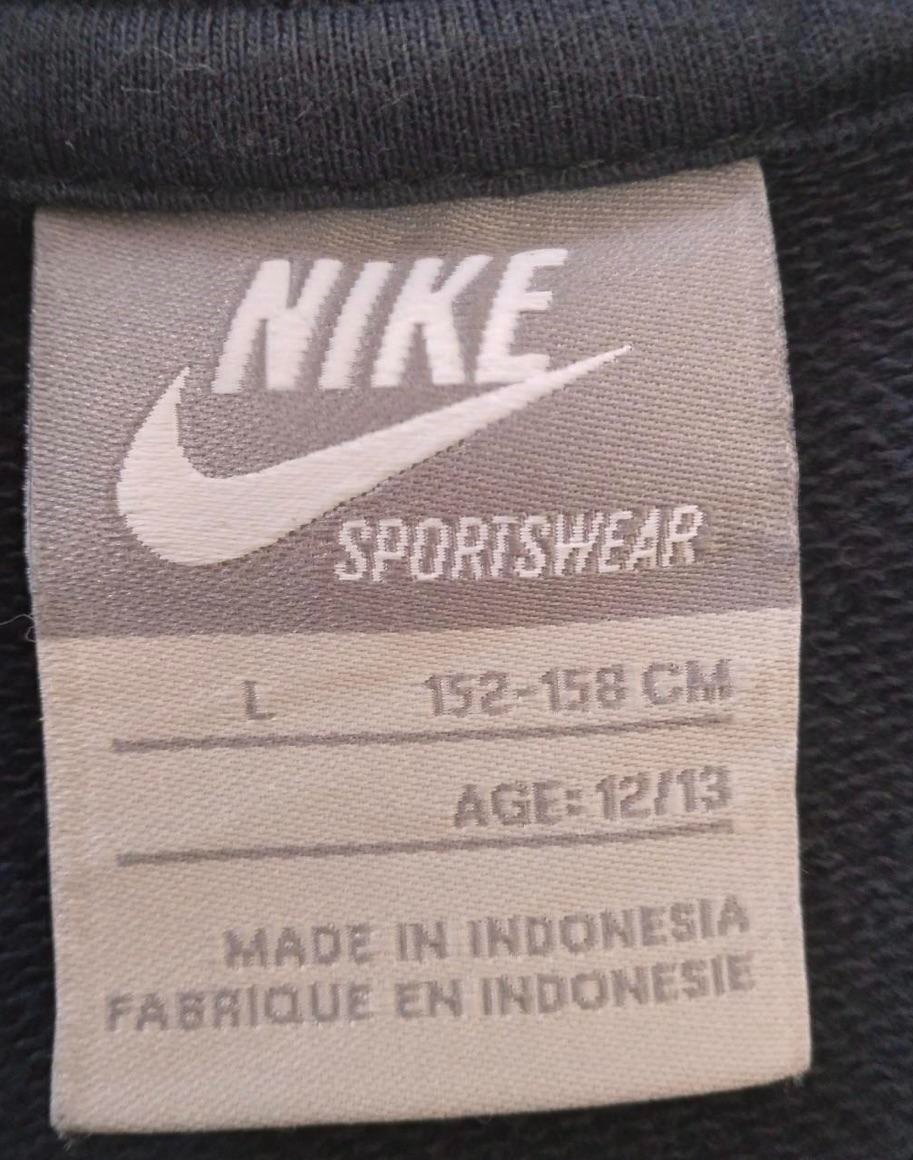 NIKE
SPORTSWEAR
L 152-158 CM
AGE: 12/13
MADE IN INDONESIA
FABRIQUE EN INDONESIE